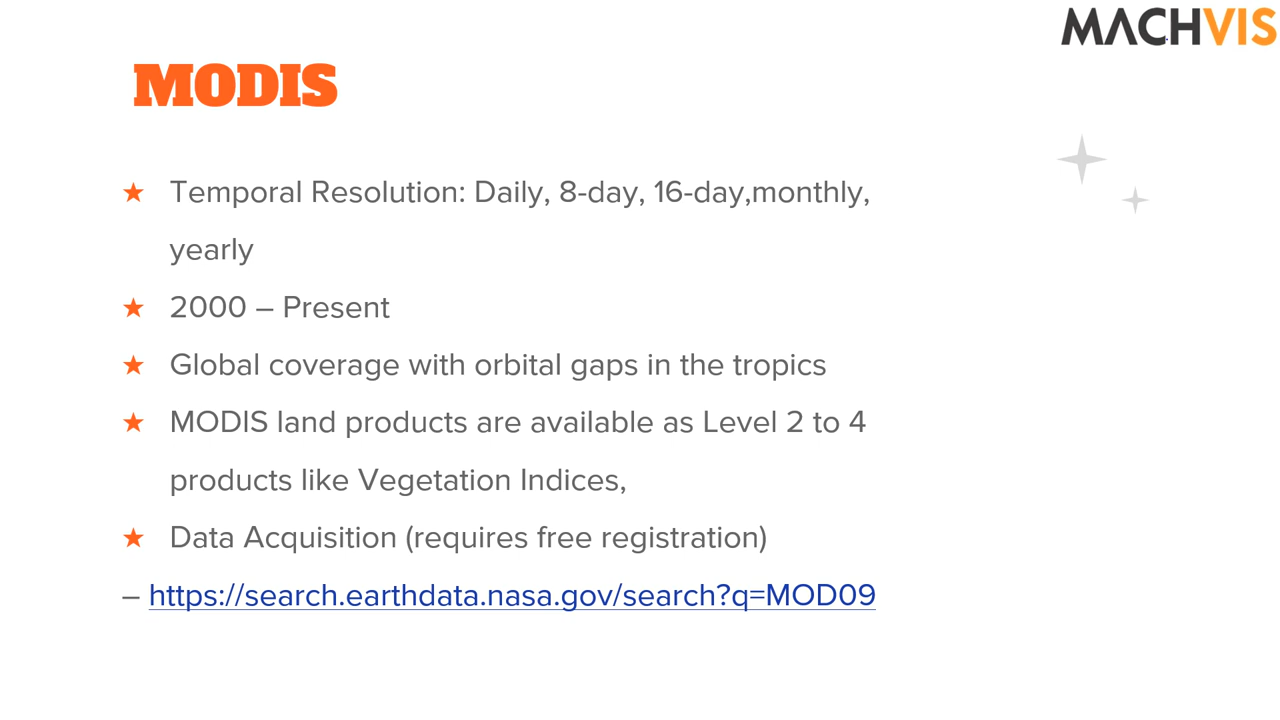 MACHVIS
MODIS
★ Temporal Resolution: Daily, 8-day, 16-day,monthly,
yearly
★ 2000 – Present
★ Global coverage with orbital gaps in the tropics
★ MODIS land products are available as Level 2 to 4
products like Vegetation Indices,
★ Data Acquisition (requires free registration)
– https://search.earthdata.nasa.gov/search?q=MOD09